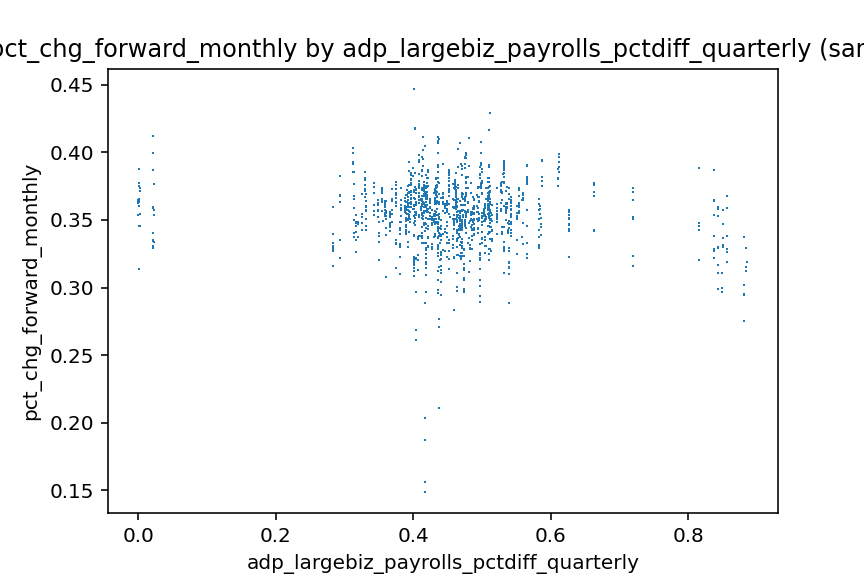 pct_chg_forward_monthly by adp_largebiz_payrolls_pctdiff_quarterly (sar
0.45
0.40
0.35
0.30
0.25
0.20
0.15
pct_chg_forward_monthly
0.0 0.2 0.4 0.6 0.8
adp_largebiz_payrolls_pctdiff_quarterly